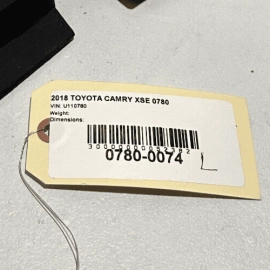 2018 TOYOTA CAMRY XSE 0780
VIN: U110780
Weight:
Dimensions:
0780-0074 L